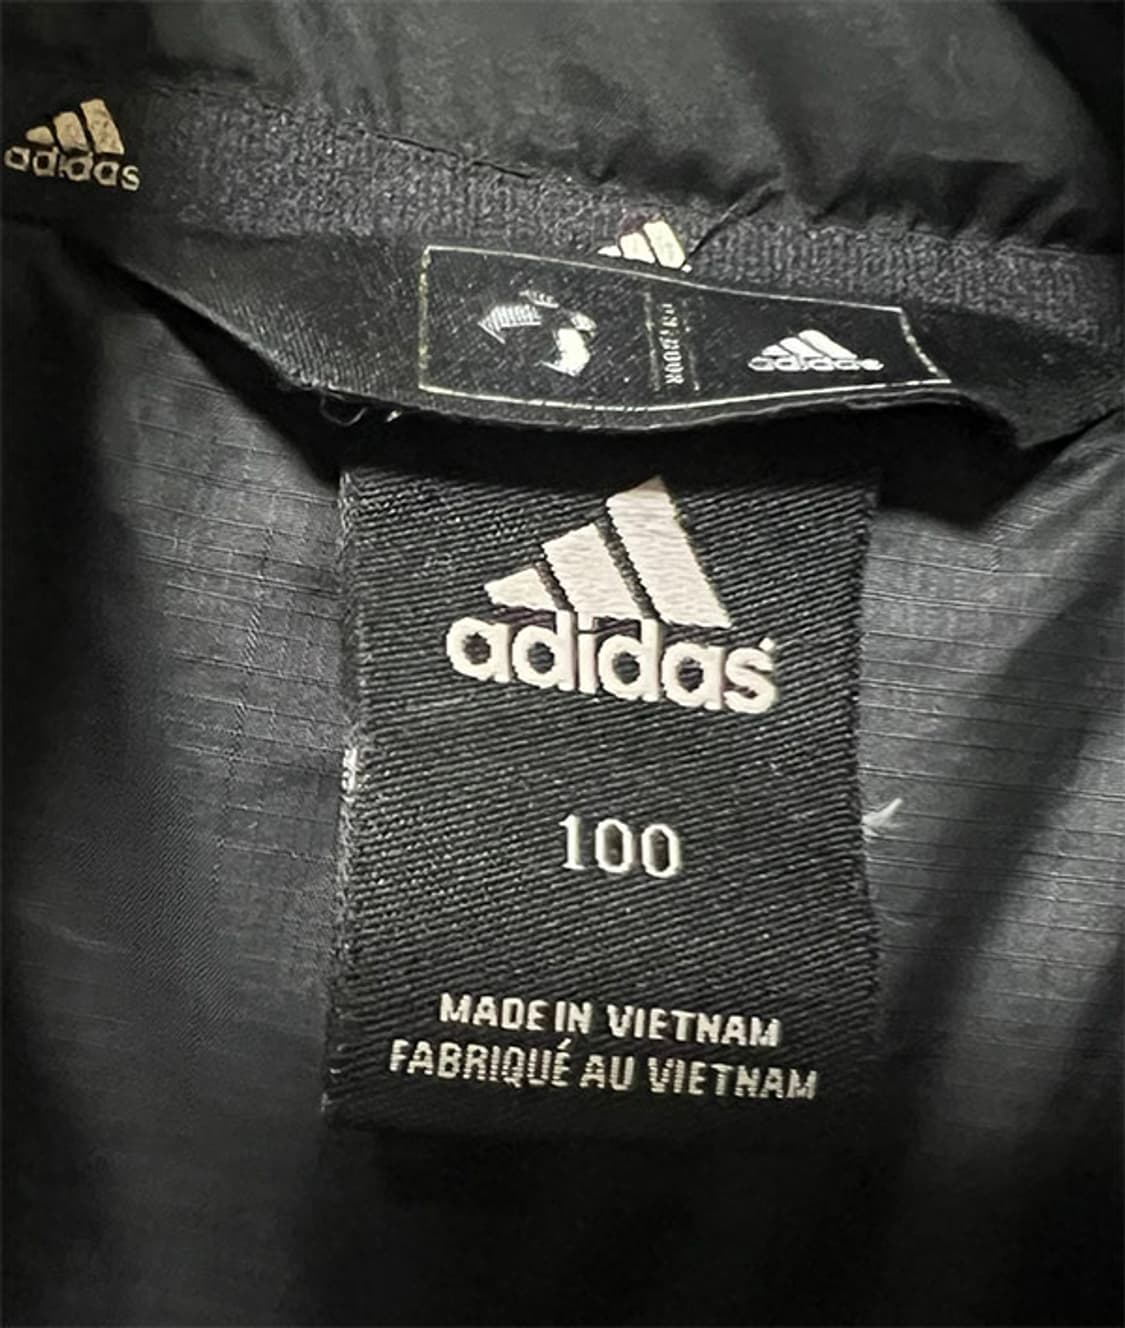 adidas
adidas
adidas
100
MADE IN VIETNAM
FABRIQUÉ AU VIETNAM